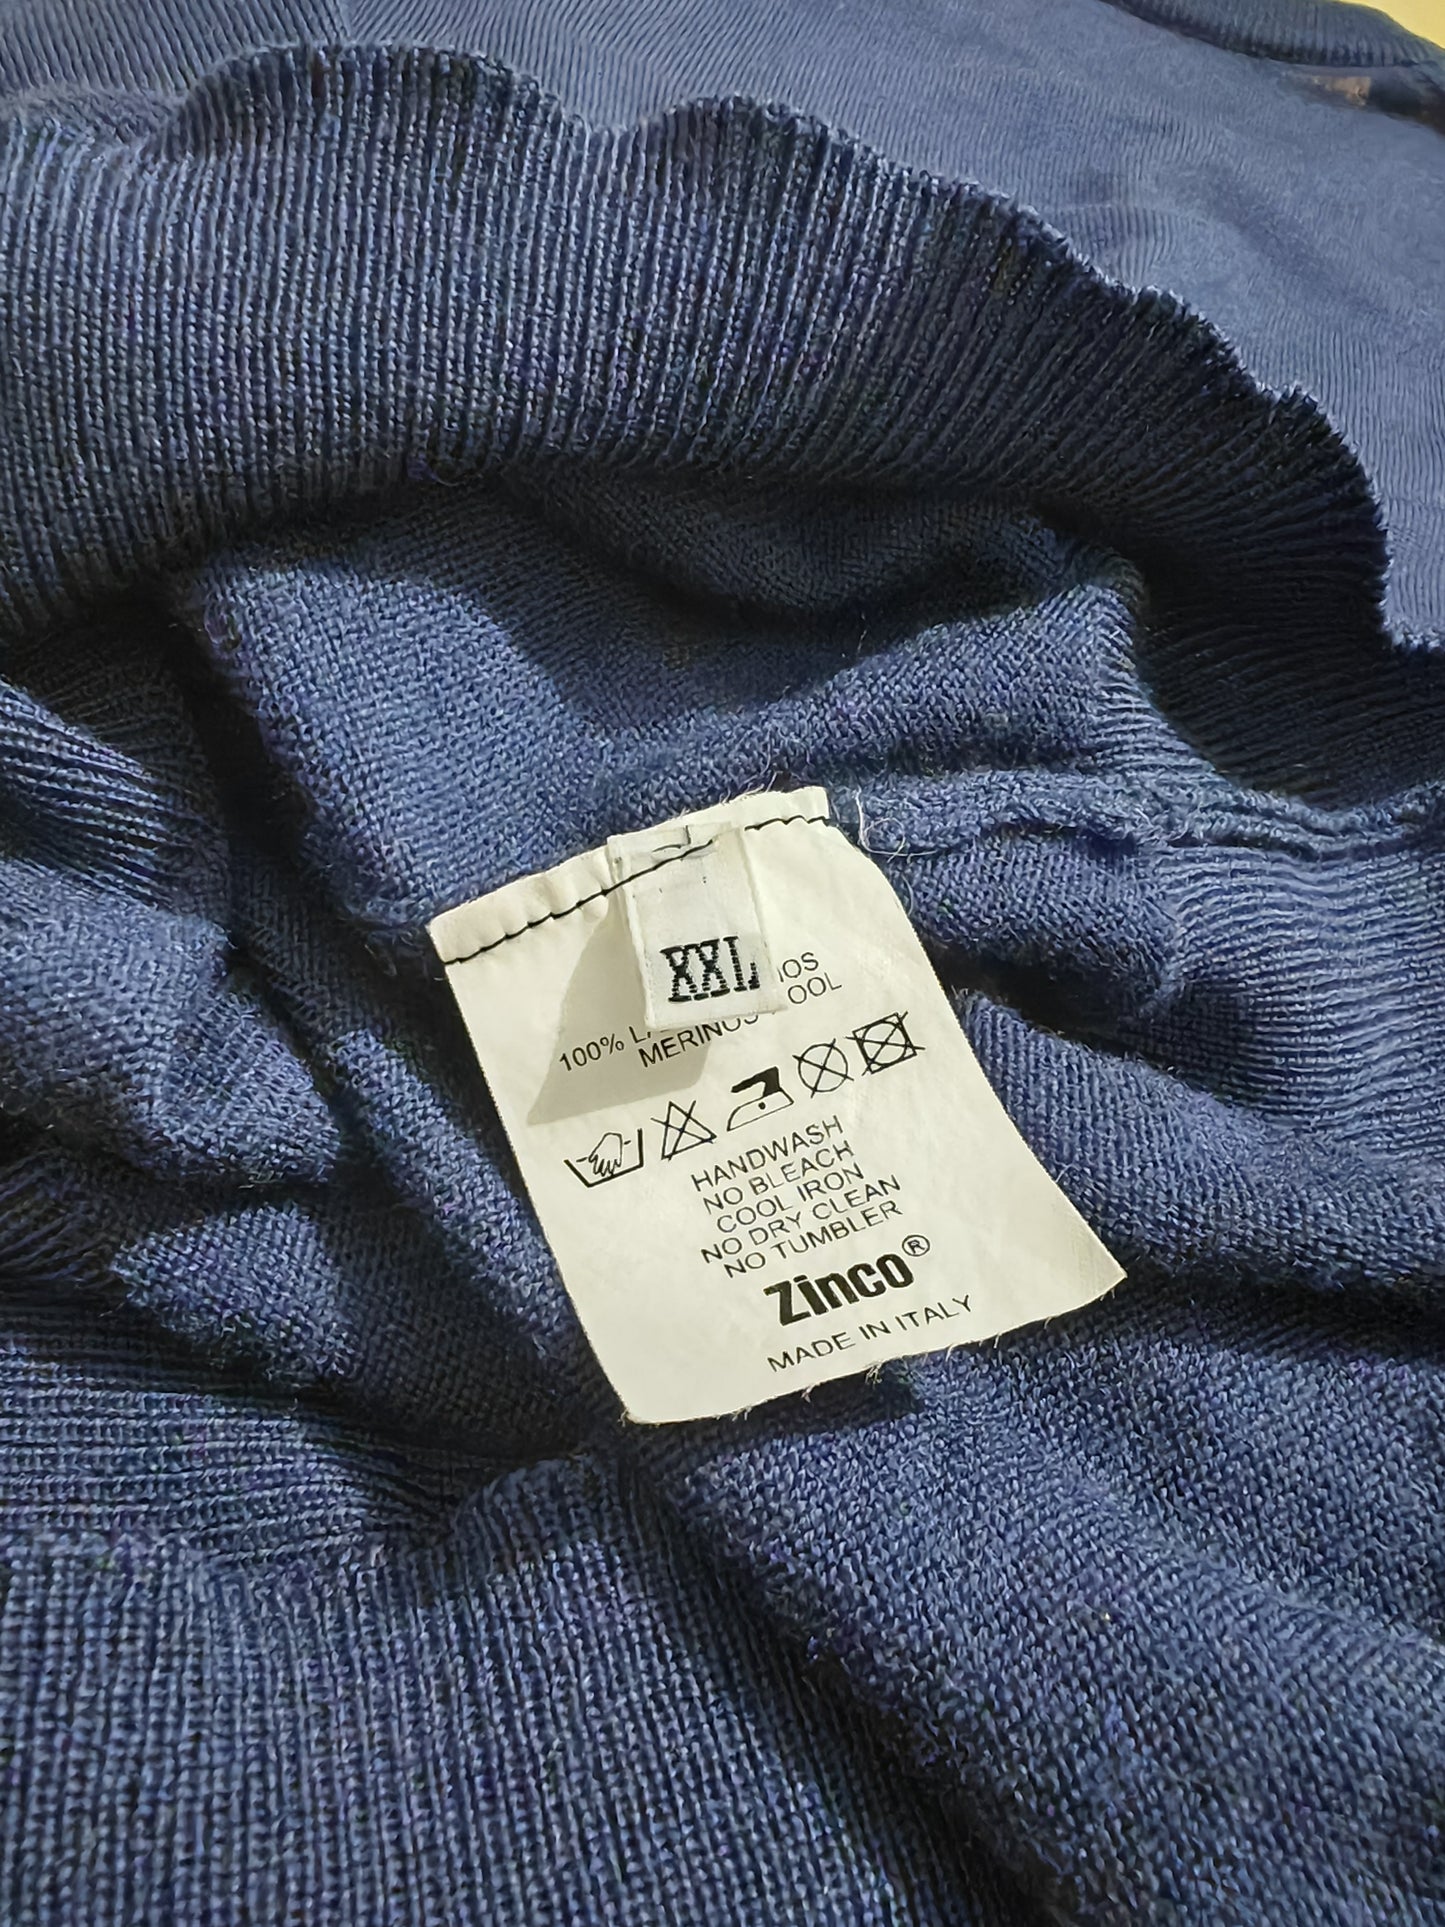 XXL
100%
MERINOS
HANDWASH
NO BLEACH
COOL IRON
NO DRY CLEAN
NO TUMBLER
Zinco®
MADE IN ITALY